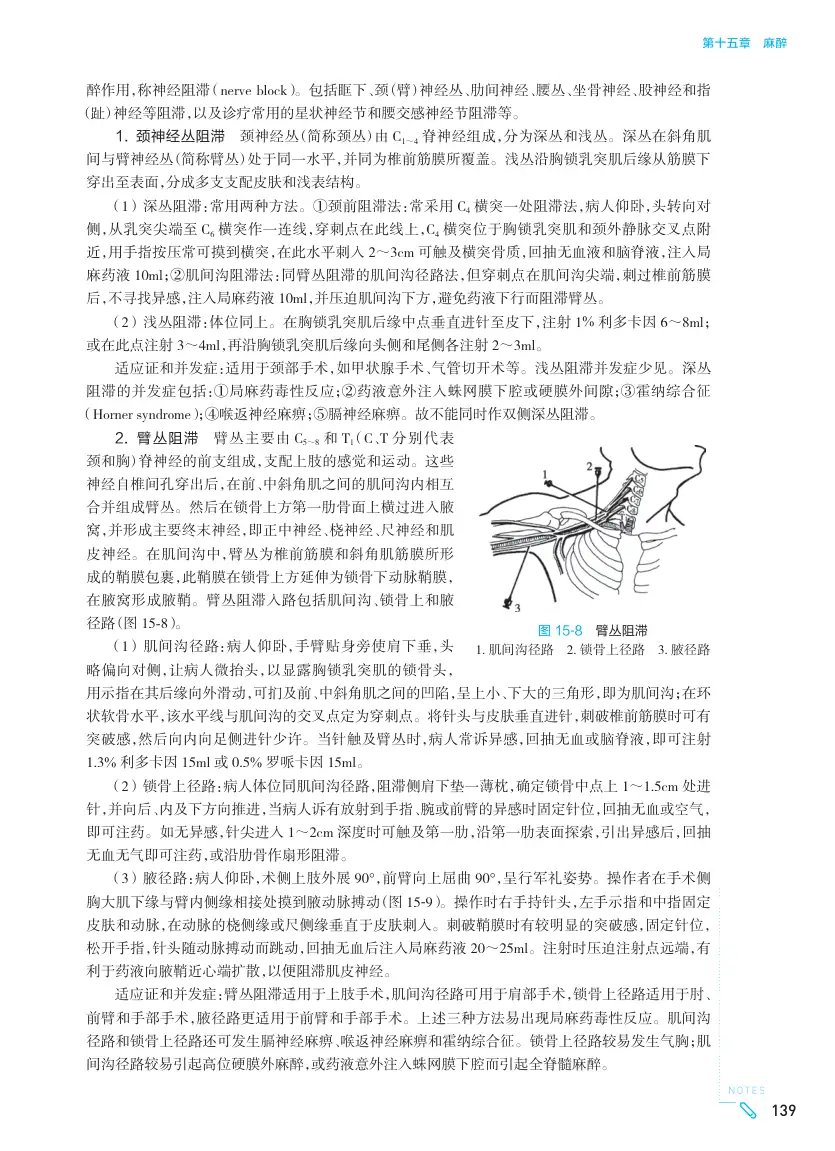 第十五章 麻醉
醉作用,称神经阻滞(nerve block)。包括眶下、颈(臂)神经丛、肋间神经、腰丛、坐骨神经、股神经和指
(趾)神经等阻滞,以及诊疗常用的星状神经节和腰交感神经节阻滞等。
1. 颈神经丛阻滞 颈神经丛(简称颈丛)由 C1~4 脊神经组成,分为深丛和浅丛。深丛在斜角肌
间与臂神经丛(简称臂丛)处于同一水平,并同为椎前筋膜所覆盖。浅丛沿胸锁乳突肌后缘从筋膜下
穿出至表面,分成多支支配皮肤和浅表结构。
(1)深丛阻滞:常用两种方法。①颈前阻滞法:常采用 C4 横突一处阻滞法,病人仰卧,头转向对
侧,从乳突尖端至 C6 横突作一连线,穿刺点在此线上,C4 横突位于胸锁乳突肌和颈外静脉交叉点附
近,用手指按压常可摸到横突,在此水平刺入 2~3cm 可触及横突骨质,回抽无血液和脑脊液,注入局
麻药液 10ml;②肌间沟阻滞法:同臂丛阻滞的肌间沟径路法,但穿刺点在肌间沟尖端,刺过椎前筋膜
后,不寻找异感,注入局麻药液 10ml,并压迫肌间沟下方,避免药液下行而阻滞臂丛。
(2)浅丛阻滞:体位同上。在胸锁乳突肌后缘中点垂直进针至皮下,注射 1% 利多卡因 6~8ml;
或在此点注射 3~4ml,再沿胸锁乳突肌后缘向头侧和尾侧各注射 2~3ml。
适应证和并发症:适用于颈部手术,如甲状腺手术、气管切开术等。浅丛阻滞并发症少见。深丛
阻滞的并发症包括:①局麻药毒性反应;②药液意外注入蛛网膜下腔或硬膜外间隙;③霍纳综合征
(Horner syndrome);④喉返神经麻痹;⑤膈神经麻痹。故不能同时作双侧深丛阻滞。
2. 臂丛阻滞 臂丛主要由 C5~8 和 T1(C、T 分别代表
颈和胸)脊神经的前支组成,支配上肢的感觉和运动。这些
神经自椎间孔穿出后,在前、中斜角肌之间的肌间沟内相互
合并组成臂丛。然后在锁骨上方第一肋骨面上横过进入腋
窝,并形成主要终末神经,即正中神经、桡神经、尺神经和肌
皮神经。在肌间沟中,臂丛为椎前筋膜和斜角肌筋膜所形
成的鞘膜包裹,此鞘膜在锁骨上方延伸为锁骨下动脉鞘膜,
在腋窝形成腋鞘。臂丛阻滞入路包括肌间沟、锁骨上和腋
径路(图 15-8)。
1
2
3
图 15-8 臂丛阻滞
1. 肌间沟径路 2. 锁骨上径路 3. 腋径路
(1)肌间沟径路:病人仰卧,手臂贴身旁使肩下垂,头
略偏向对侧,让病人微抬头,以显露胸锁乳突肌的锁骨头,
用示指在其后缘向外滑动,可扪及前、中斜角肌之间的凹陷,呈上小、下大的三角形,即为肌间沟;在环
状软骨水平,该水平线与肌间沟的交叉点定为穿刺点。将针头与皮肤垂直进针,刺破椎前筋膜时可有
突破感,然后向内向足侧进针少许。当针触及臂丛时,病人常诉异感,回抽无血或脑脊液,即可注射
1.3% 利多卡因 15ml 或 0.5% 罗哌卡因 15ml。
(2)锁骨上径路:病人体位同肌间沟径路,阻滞侧肩下垫一薄枕,确定锁骨中点上 1~1.5cm 处进
针,并向后、内及下方向推进,当病人诉有放射到手指、腕或前臂的异感时固定针位,回抽无血或空气,
即可注药。如无异感,针尖进入 1~2cm 深度时可触及第一肋,沿第一肋表面探索,引出异感后,回抽
无血无气即可注药,或沿肋骨作扇形阻滞。
(3)腋径路:病人仰卧,术侧上肢外展 90°,前臂向上屈曲 90°,呈行军礼姿势。操作者在手术侧
胸大肌下缘与臂内侧缘相接处摸到腋动脉搏动(图 15-9)。操作时右手持针头,左手示指和中指固定
皮肤和动脉,在动脉的桡侧缘或尺侧缘垂直于皮肤刺入。刺破鞘膜时有较明显的突破感,固定针位,
松开手指,针头随动脉搏动而跳动,回抽无血后注入局麻药液 20~25ml。注射时压迫注射点远端,有
利于药液向腋鞘近心端扩散,以便阻滞肌皮神经。
适应证和并发症:臂丛阻滞适用于上肢手术,肌间沟径路可用于肩部手术,锁骨上径路适用于肘、
前臂和手部手术,腋径路更适用于前臂和手部手术。上述三种方法易出现局麻药毒性反应。肌间沟
径路和锁骨上径路还可发生膈神经麻痹、喉返神经麻痹和霍纳综合征。锁骨上径路较易发生气胸;肌
间沟径路较易引起高位硬膜外麻醉,或药液意外注入蛛网膜下腔而引起全脊髓麻醉。
NOTES
139